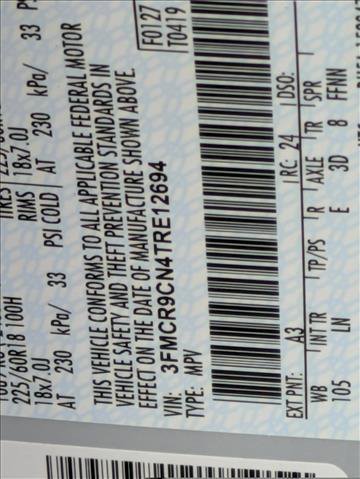 225/60R18 100H TIRES
18x7.0J RIMS 18x7.0J
AT 230 kPa/ 33 PSI COLD AT 230 kPa/ 33
THIS VEHICLE CONFORMS TO ALL APPLICABLE FEDERAL MOTOR
VEHICLE SAFETY AND THEFT PREVENTION STANDARDS IN
EFFECT ON THE DATE OF MANUFACTURE SHOWN ABOVE.
F0127
T0419
VIN: 3FMCR9CN4TRE12694
TYPE: MPV
EXT PNT: A3 RC: 24 DSO:
WB INT TR TP/PS R AXLE TR SPR
105 LN E 3D 8 FFNN